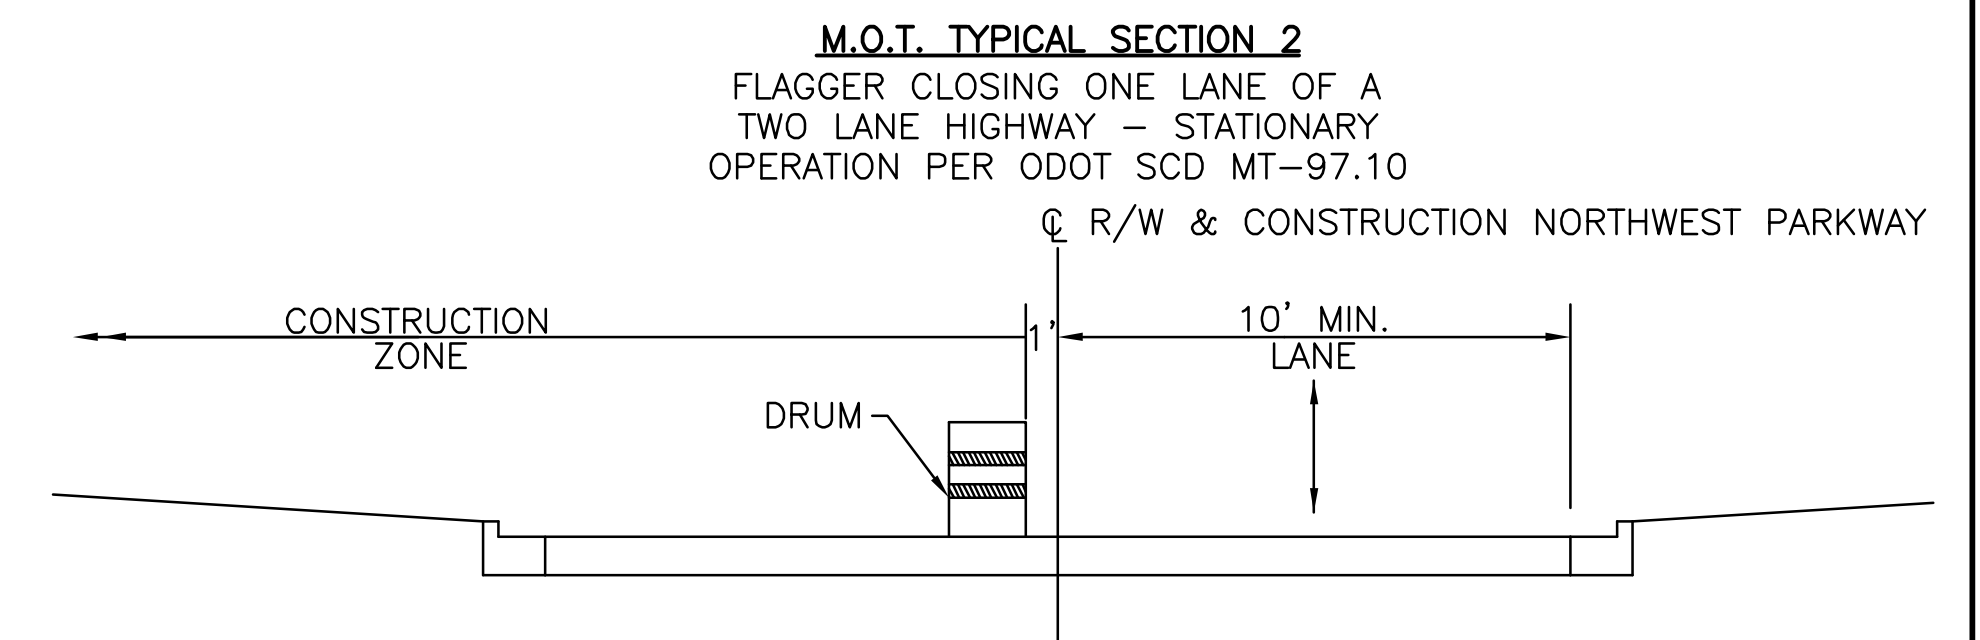 M.O.T. TYPICAL SECTION 2
FLAGGER CLOSING ONE LANE OF A
TWO LANE HIGHWAY – STATIONARY
OPERATION PER ODOT SCD MT–97.10
℄ R/W & CONSTRUCTION NORTHWEST PARKWAY
CONSTRUCTION
ZONE
1'
10' MIN.
LANE
DRUM